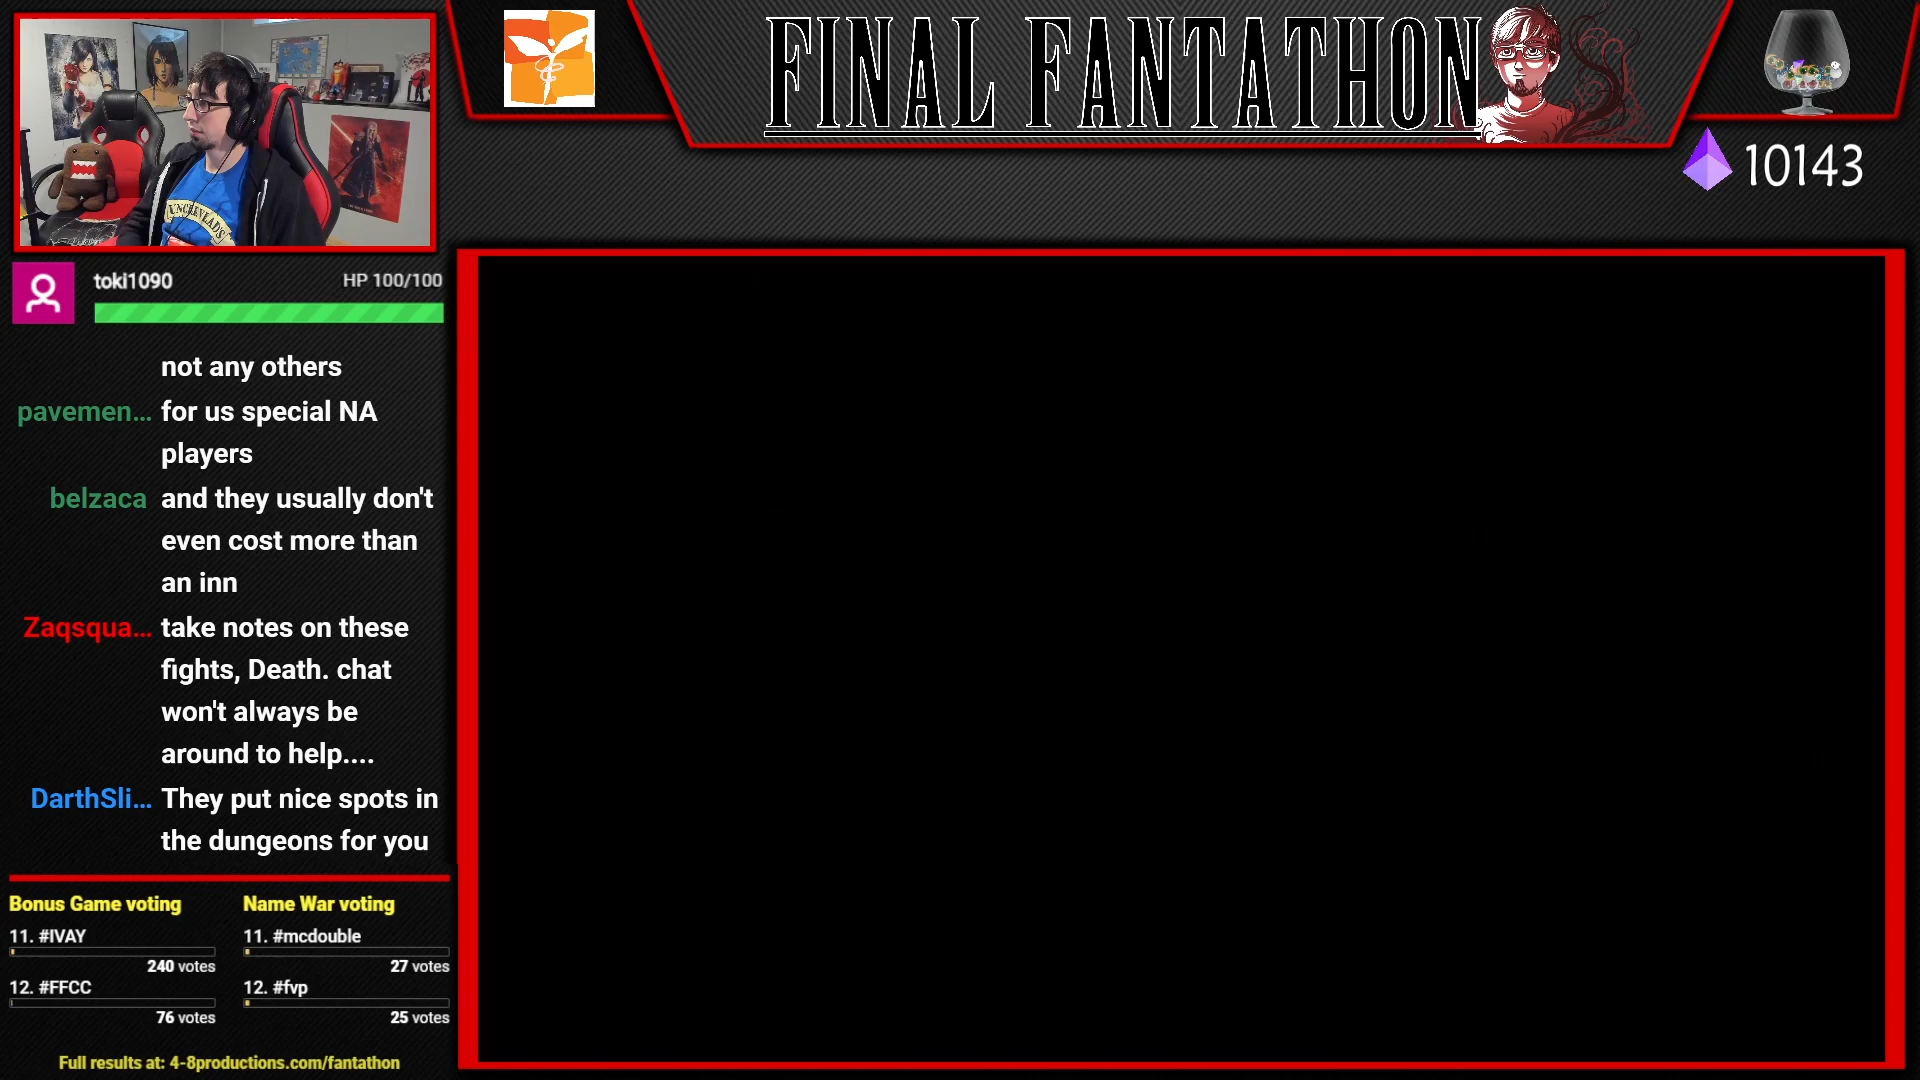 FINAL FANTATHON
10143
UNCLE VLAD'S
toki1090
HP 100/100
not any others
pavemen... for us special NA
players
belzaca and they usually don't
even cost more than
an inn
Zaqsqua... take notes on these
fights, Death. chat
won't always be
around to help....
DarthSli... They put nice spots in
the dungeons for you
Bonus Game voting
11. #IVAY
240 votes
12. #FFCC
76 votes
Name War voting
11. #mcdouble
27 votes
12. #fvp
25 votes
Full results at: 4-8productions.com/fantathon